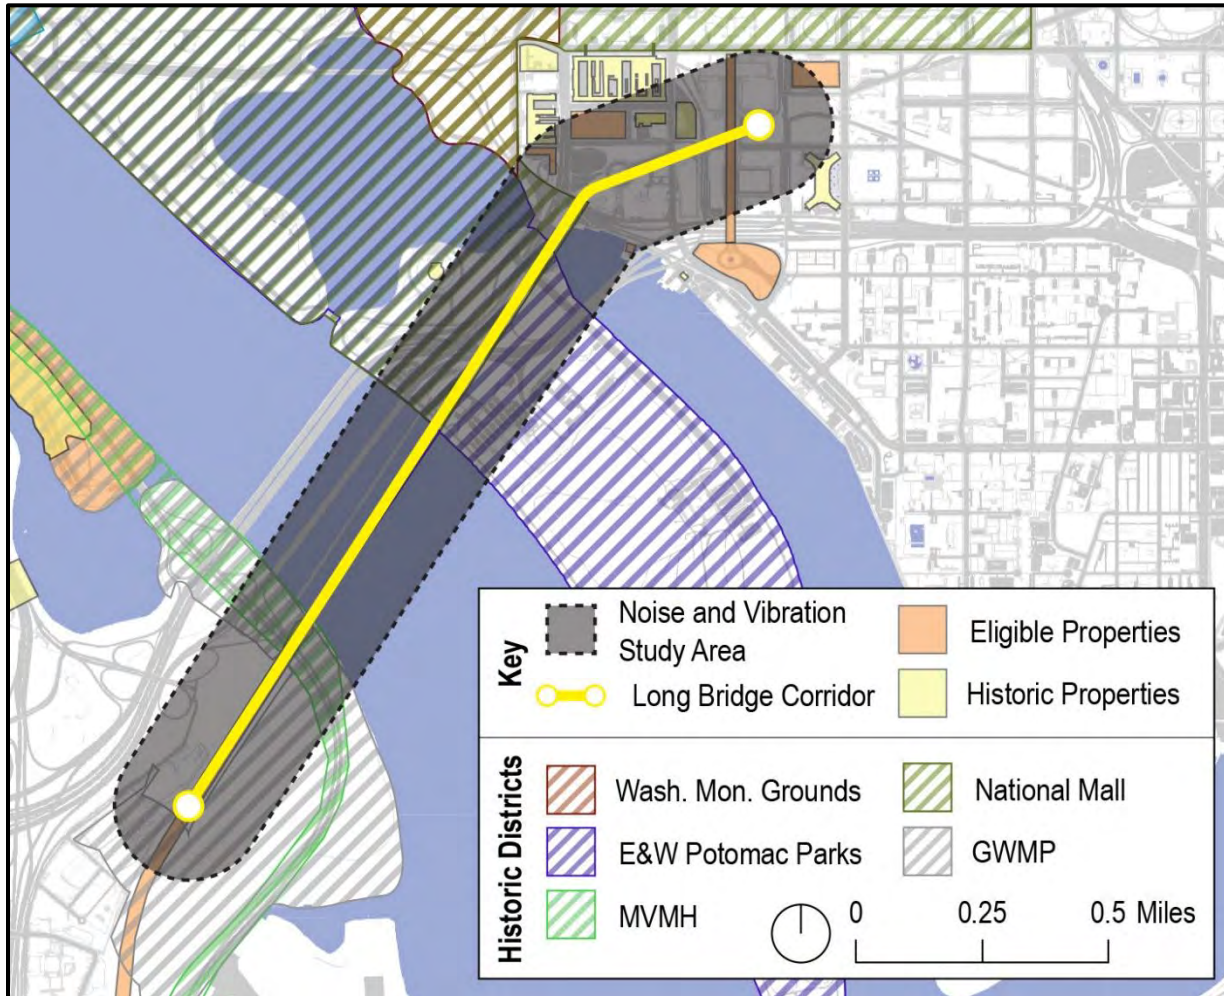 Key
Noise and Vibration
Study Area
Long Bridge Corridor
Eligible Properties
Historic Properties
Historic Districts
Wash. Mon. Grounds
E&W Potomac Parks
MVMH
National Mall
GWMP
0 0.25 0.5 Miles